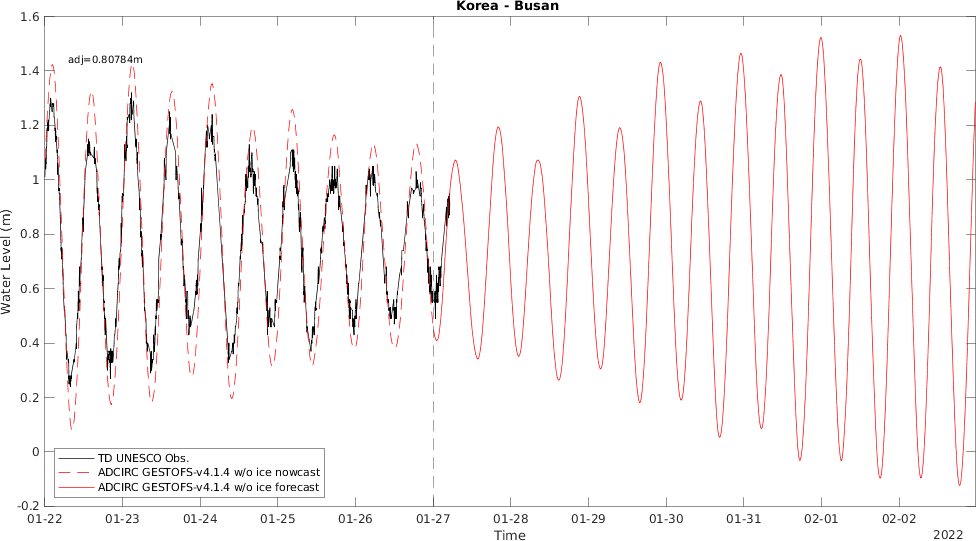 Korea - Busan
adj=0.80784m
1.6
1.4
1.2
1
0.8
0.6
0.4
0.2
0
-0.2
Water Level (m)
TD UNESCO Obs.
ADCIRC GESTOFS-v4.1.4 w/o ice nowcast
ADCIRC GESTOFS-v4.1.4 w/o ice forecast
01-22 01-23 01-24 01-25 01-26 01-27 01-28 01-29 01-30 01-31 02-01 02-02
Time
2022